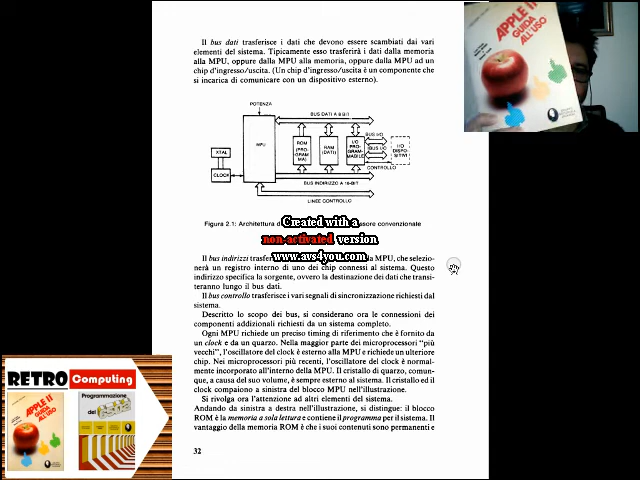 Il bus dati trasferisce i dati che devono essere scambiati dai vari
elementi del sistema. Tipicamente esso trasferirà i dati dalla memoria
alla MPU, oppure dalla MPU alla memoria, oppure dalla MPU ad un
chip d'ingresso/uscita. (Un chip d'ingresso/uscita è un componente che
si incarica di comunicare con un dispositivo esterno).
APPLE II
GUIDA
ALL'USO
POTENZA
BUS DATI A 8 BIT
XTAL
CLOCK
MPU
ROM
(PRO-
GRAM
MA)
RAM
(DATI)
I/O
PRO-
GRAM-
MABILE
BUS I/O
BUS I/O
I/O
DISPO-
SITIVI
CONTROLLO
BUS INDIRIZZO A 16-BIT
LINEE CONTROLLO
Figura 2.1: Architettura convenzionale
Created with a
non-activated version
www.avs4you.com
Il bus indirizzi la MPU, che selezio-
nerà un registro interno di uno dei chip connessi al sistema. Questo
indirizzo specifica la sorgente, ovvero la destinazione dei dati che transi-
teranno lungo il bus dati.
Il bus controllo trasferisce i vari segnali di sincronizzazione richiesti dal
sistema.
Descritto lo scopo dei bus, si considerano ora le connessioni dei
componenti addizionali richiesti da un sistema completo.
Ogni MPU richiede un preciso timing di riferimento che è fornito da
un clock e da un quarzo. Nella maggior parte dei microprocessori "più
vecchi", l'oscillatore del clock è esterno alla MPU e richiede un ulteriore
chip. Nei microprocessori più recenti, l'oscillatore del clock è normal-
mente incorporato all'interno della MPU. Il cristallo di quarzo, comun-
que, a causa del suo volume, è sempre esterno al sistema. Il cristallo ed il
clock compaiono a sinistra del blocco MPU nell'illustrazione.
Si rivolga ora l'attenzione ad altri elementi del sistema.
Andando da sinistra a destra nell'illustrazione, si distingue: il blocco
ROM è la memoria a sola lettura e contiene il programma per il sistema. Il
vantaggio della memoria ROM è che i suoi contenuti sono permanenti e
32
RETRO Computing
APPLE II
GUIDA
ALL'USO
Programmazione
del